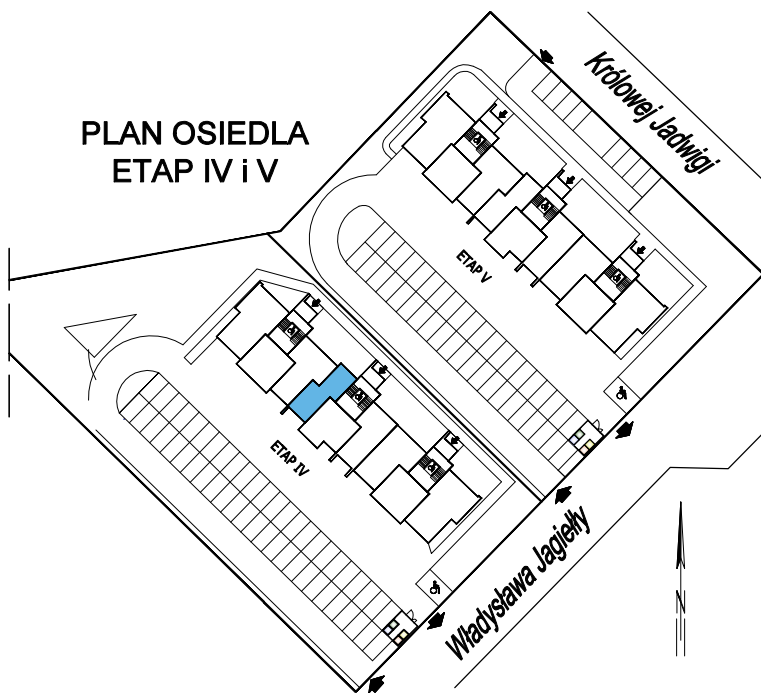 PLAN OSIEDLA
ETAP IV i V
Królowej Jadwigi
ETAP V
ETAP IV
Władysława Jagiełły
N